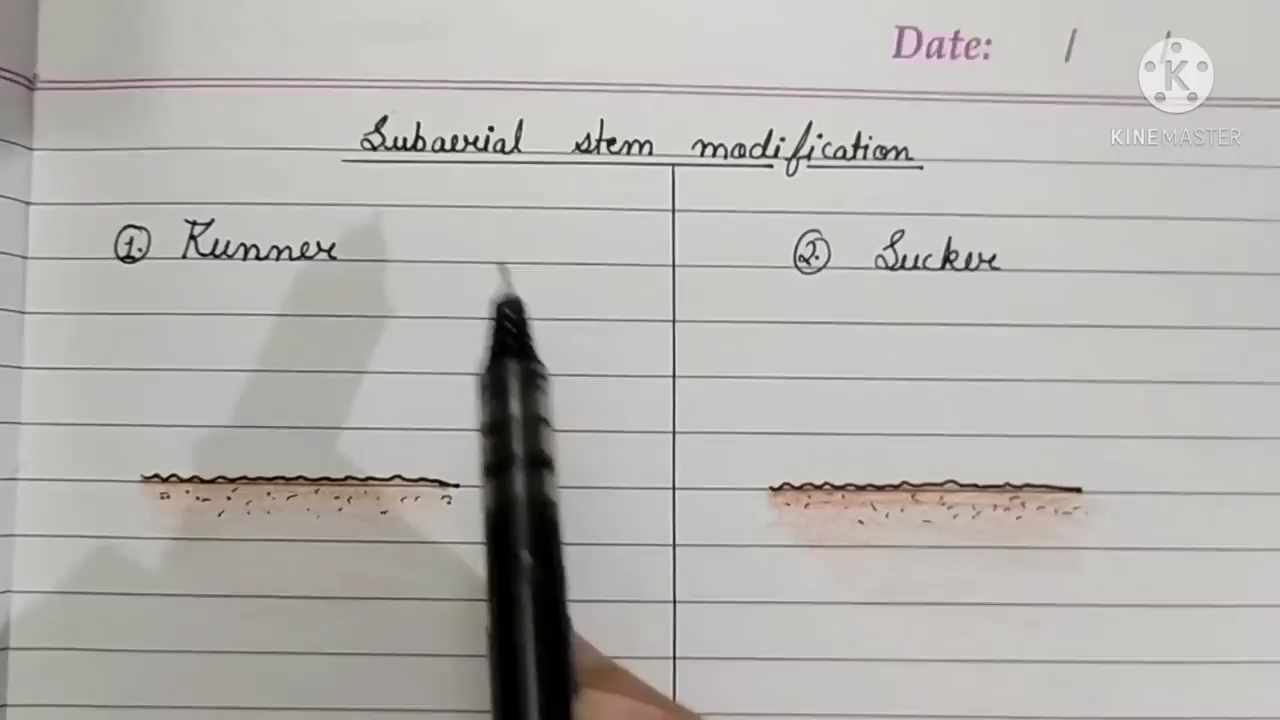 Date: / /
K
KINEMASTER
Subaerial stem modification
1. Runner
2. Sucker